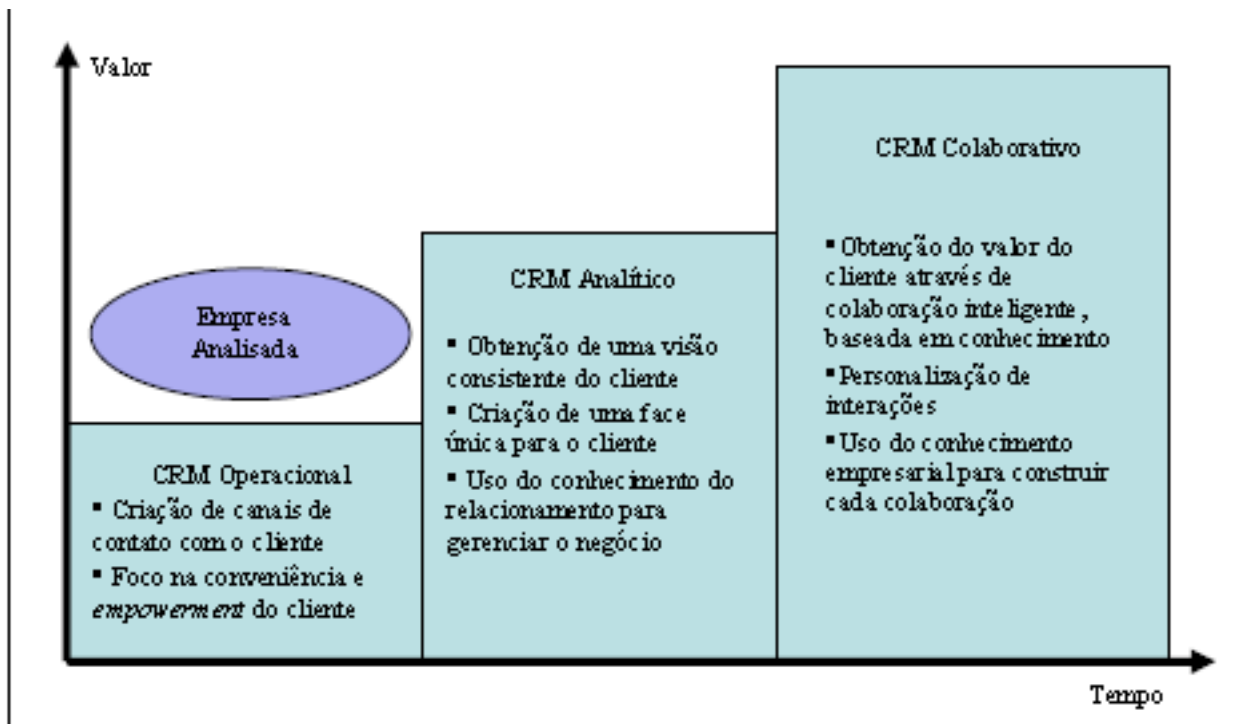 Valor
CRM Colaborativo
▪ Obtenção do valor do
cliente através de
colaboração inteligente,
baseada em conhecimento
▪ Personalização de
interações
▪ Uso do conhecimento
empresarial para construir
cada colaboração
CRM Analítico
▪ Obtenção de uma visão
consistente do cliente
▪ Criação de uma face
única para o cliente
▪ Uso do conhecimento do
relacionamento para
gerenciar o negócio
Empresa
Analisada
CRM Operacional
▪ Criação de canais de
contato com o cliente
▪ Foco na conveniência e
empowerment do cliente
Tempo